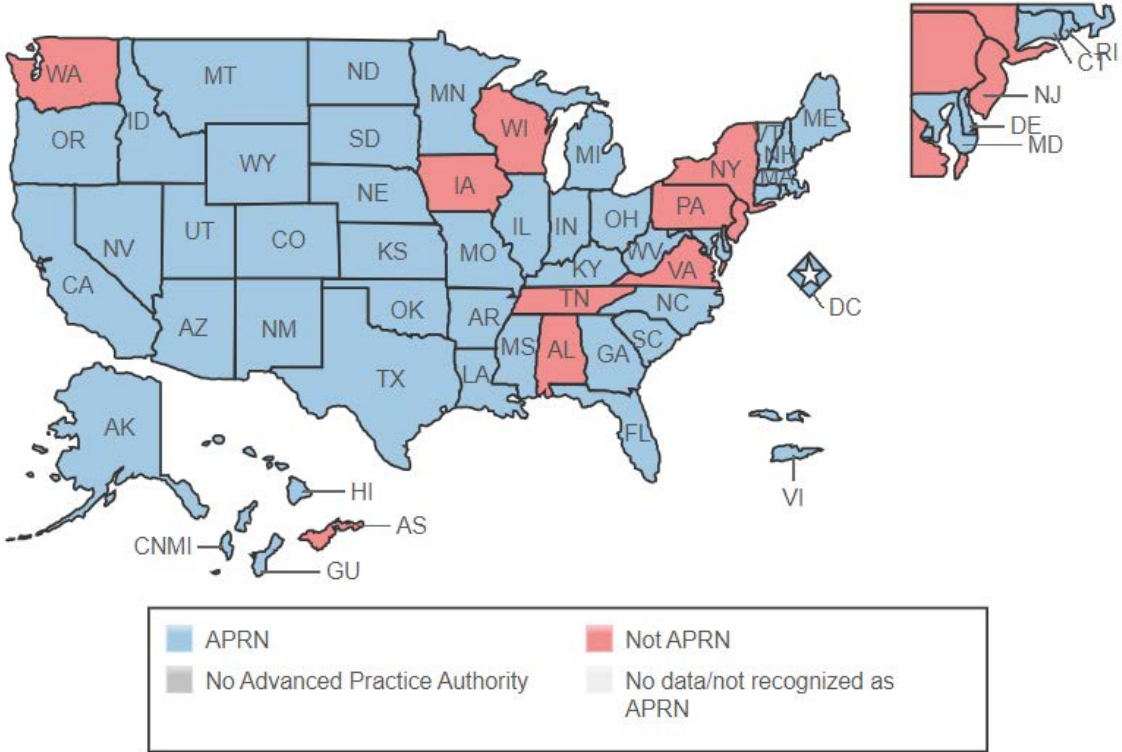 WA
MT
ND
MN
OR
ID
WY
SD
WI
MI
NY
VT
NH
ME
MA
RI
CT
NJ
DE
MD
NV
UT
CO
NE
IA
IL
IN
OH
PA
CA
KS
MO
KY
WV
VA
AZ
NM
OK
AR
TN
NC
DC
TX
LA
MS
AL
GA
SC
FL
AK
HI
VI
AS
CNMI
GU
APRN
Not APRN
No Advanced Practice Authority
No data/not recognized as
APRN